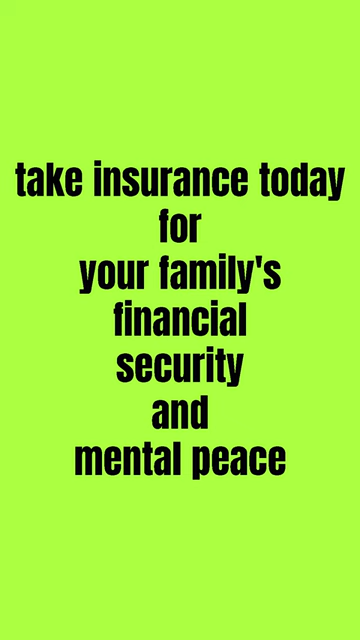 take insurance today
for
your family's
financial
security
and
mental peace